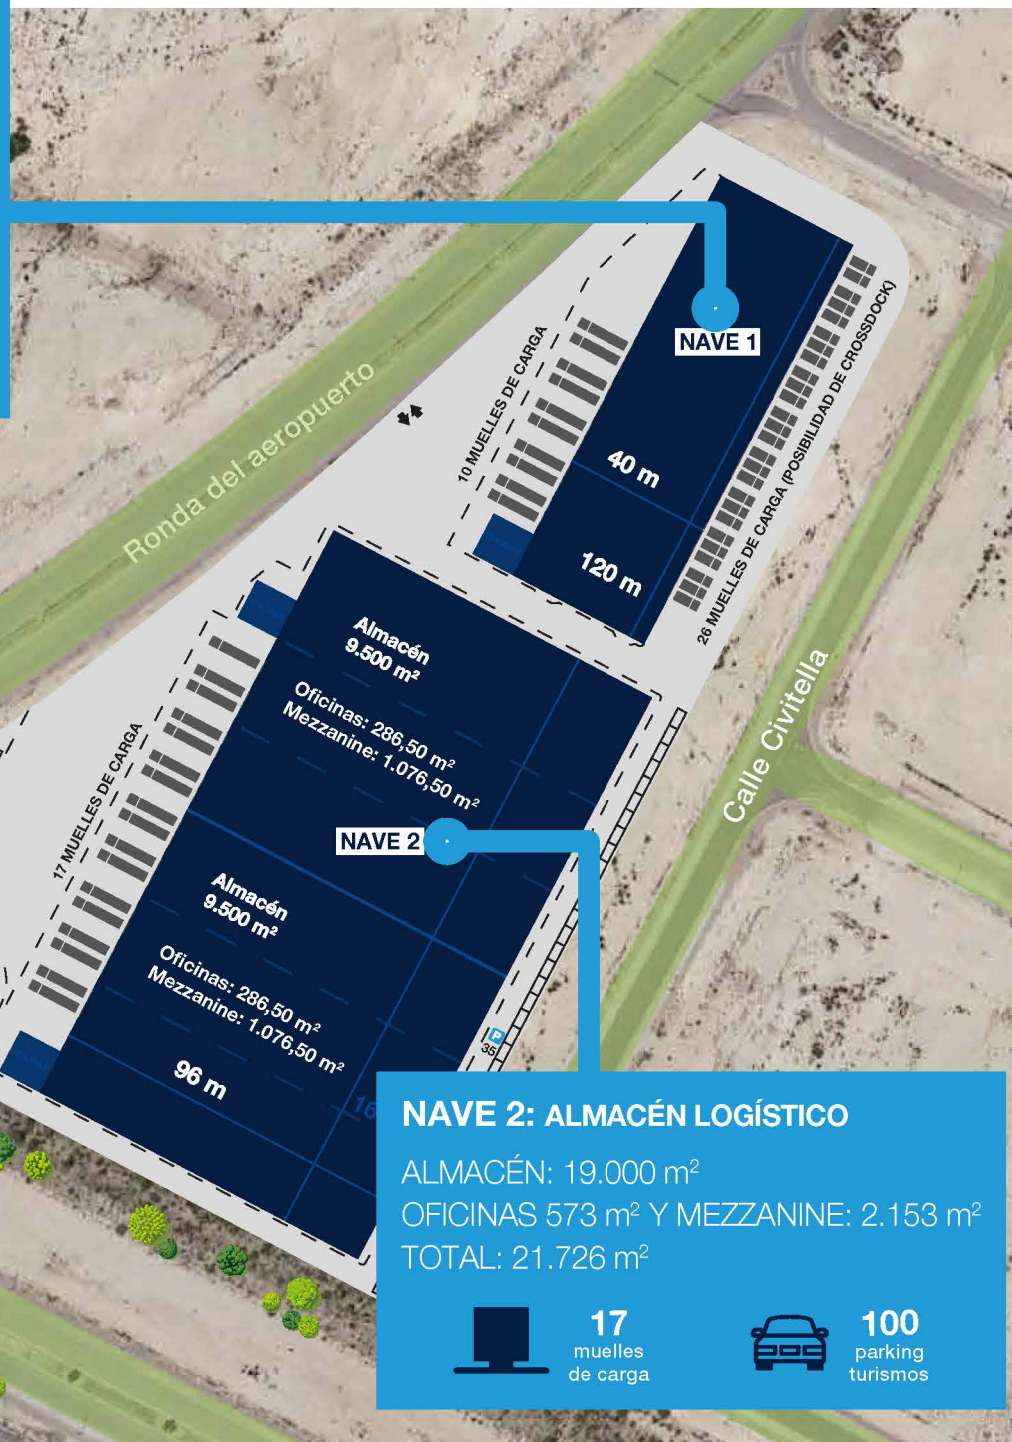 Ronda del aeropuerto
10 MUELLES DE CARGA
NAVE 1
26 MUELLES DE CARGA (POSIBILIDAD DE CROSSDOCK)
40 m
120 m
Calle Civitella
17 MUELLES DE CARGA
Almacén
9.500 m²
Oficinas: 286,50 m²
Mezzanine: 1.076,50 m²
NAVE 2
Almacén
9.500 m²
Oficinas: 286,50 m²
Mezzanine: 1.076,50 m²
96 m
16
P
35
NAVE 2: ALMACÉN LOGÍSTICO
ALMACÉN: 19.000 m²
OFICINAS 573 m² Y MEZZANINE: 2.153 m²
TOTAL: 21.726 m²
17
muelles
de carga
100
parking
turismos